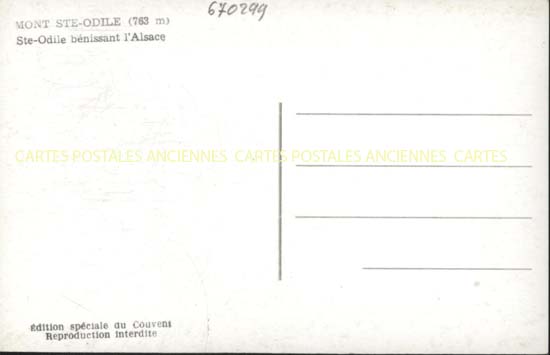 670299
MONT STE-ODILE (763 m)
Ste-Odile bénissant l'Alsace
CARTES POSTALES ANCIENNES CARTES POSTALES ANCIENNES CARTES
Édition spéciale du Couvent
Reproduction interdite